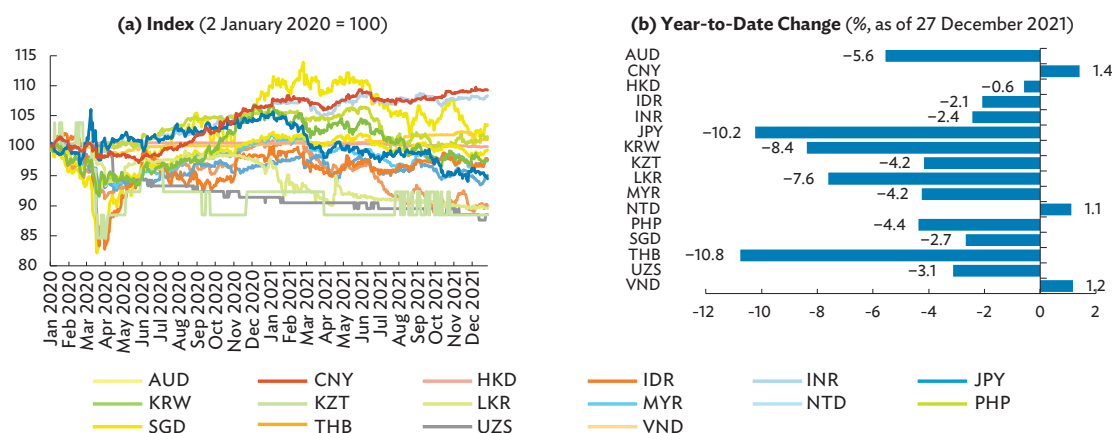 (a) Index (2 January 2020 = 100)
115
110
105
100
95
90
85
80
Jan 2020
Feb 2020
Mar 2020
Apr 2020
May 2020
Jun 2020
Jul 2020
Aug 2020
Sep 2020
Oct 2020
Nov 2020
Dec 2020
Jan 2021
Feb 2021
Mar 2021
Apr 2021
May 2021
Jun 2021
Jul 2021
Aug 2021
Sep 2021
Oct 2021
Nov 2021
Dec 2021
(b) Year-to-Date Change (%, as of 27 December 2021)
AUD −5.6
CNY 1.4
HKD −0.6
IDR −2.1
INR −2.4
JPY −10.2
KRW −8.4
KZT −4.2
LKR −7.6
MYR −4.2
NTD 1.1
PHP −4.4
SGD −2.7
THB −10.8
UZS −3.1
VND 1.2
-12 -10 -8 -6 -4 -2 0 2
AUD CNY HKD IDR INR JPY
KRW KZT LKR MYR NTD PHP
SGD THB UZS VND